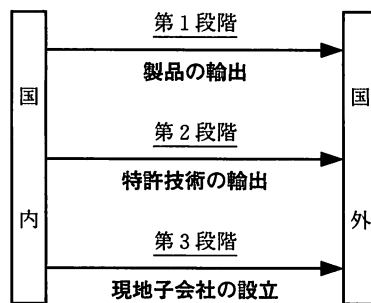 第1段階
製品の輸出
国内
第2段階
特許技術の輸出
国外
第3段階
現地子会社の設立